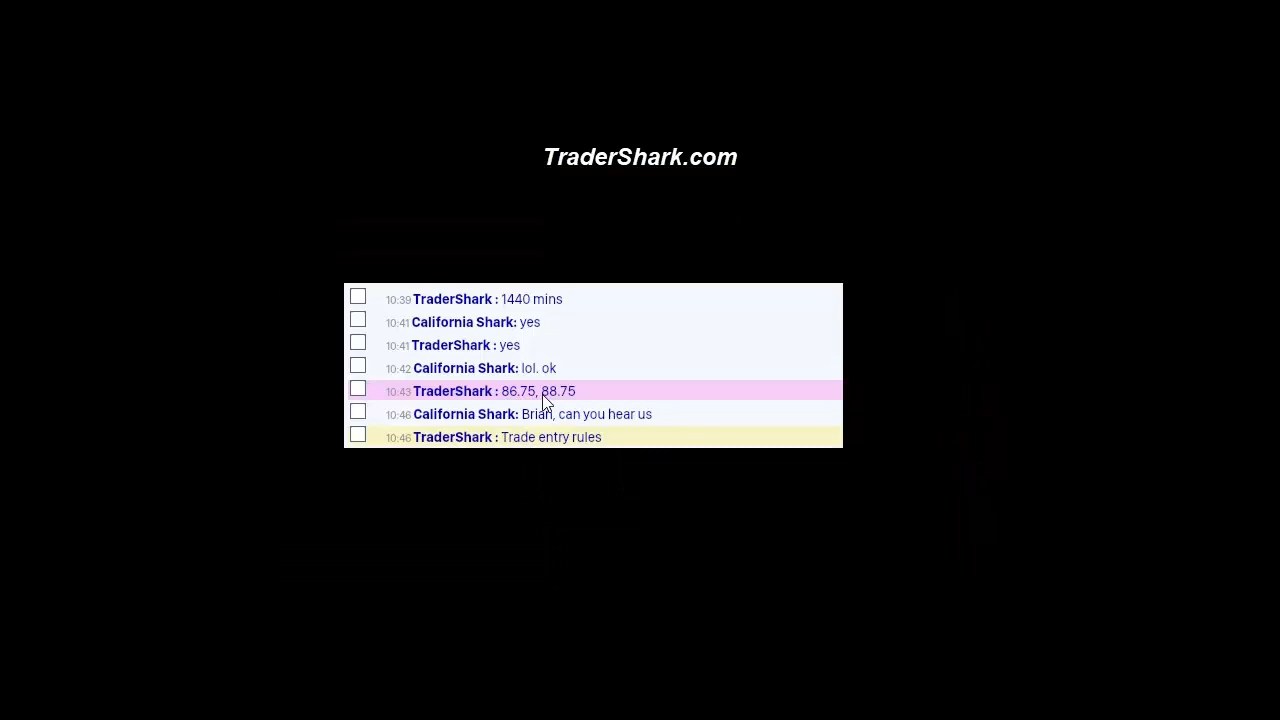 TraderShark.com
10:39 TraderShark : 1440 mins
10:41 California Shark: yes
10:41 TraderShark : yes
10:42 California Shark: lol. ok
10:43 TraderShark : 86.75, 88.75
10:46 California Shark: Brian, can you hear us
10:46 TraderShark : Trade entry rules